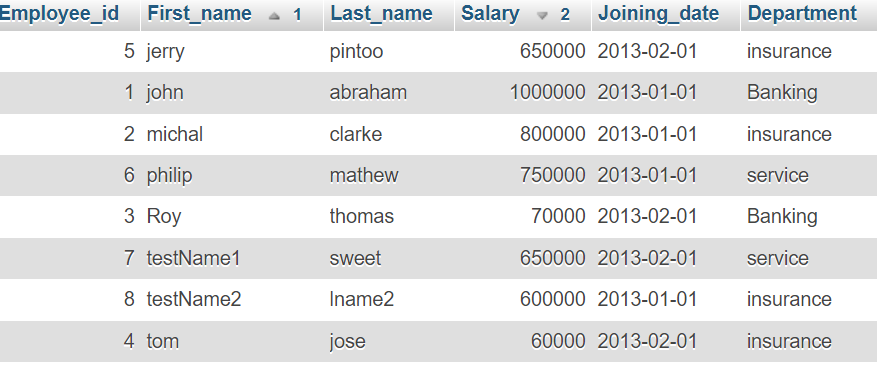 Employee_id First_name 1 Last_name Salary 2 Joining_date Department
5 jerry pintoo 650000 2013-02-01 insurance
1 john abraham 1000000 2013-01-01 Banking
2 michal clarke 800000 2013-01-01 insurance
6 philip mathew 750000 2013-01-01 service
3 Roy thomas 70000 2013-02-01 Banking
7 testName1 sweet 650000 2013-02-01 service
8 testName2 lname2 600000 2013-02-01 insurance
4 tom jose 60000 2013-02-01 insurance